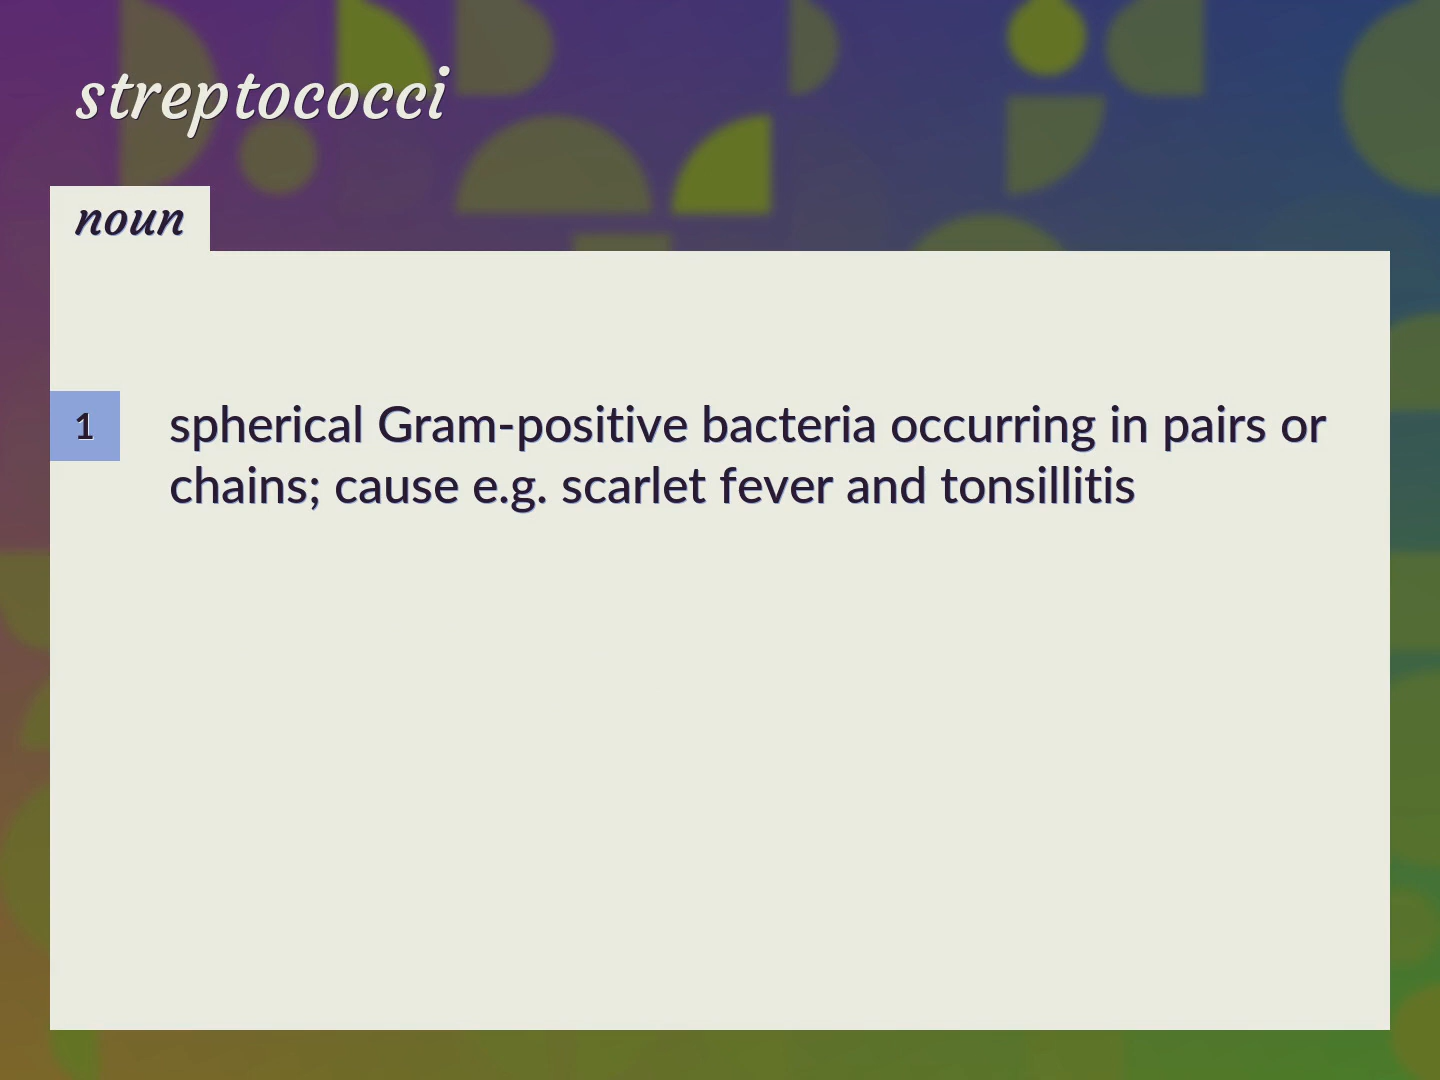 streptococci
noun
1
spherical Gram-positive bacteria occurring in pairs or
chains; cause e.g. scarlet fever and tonsillitis